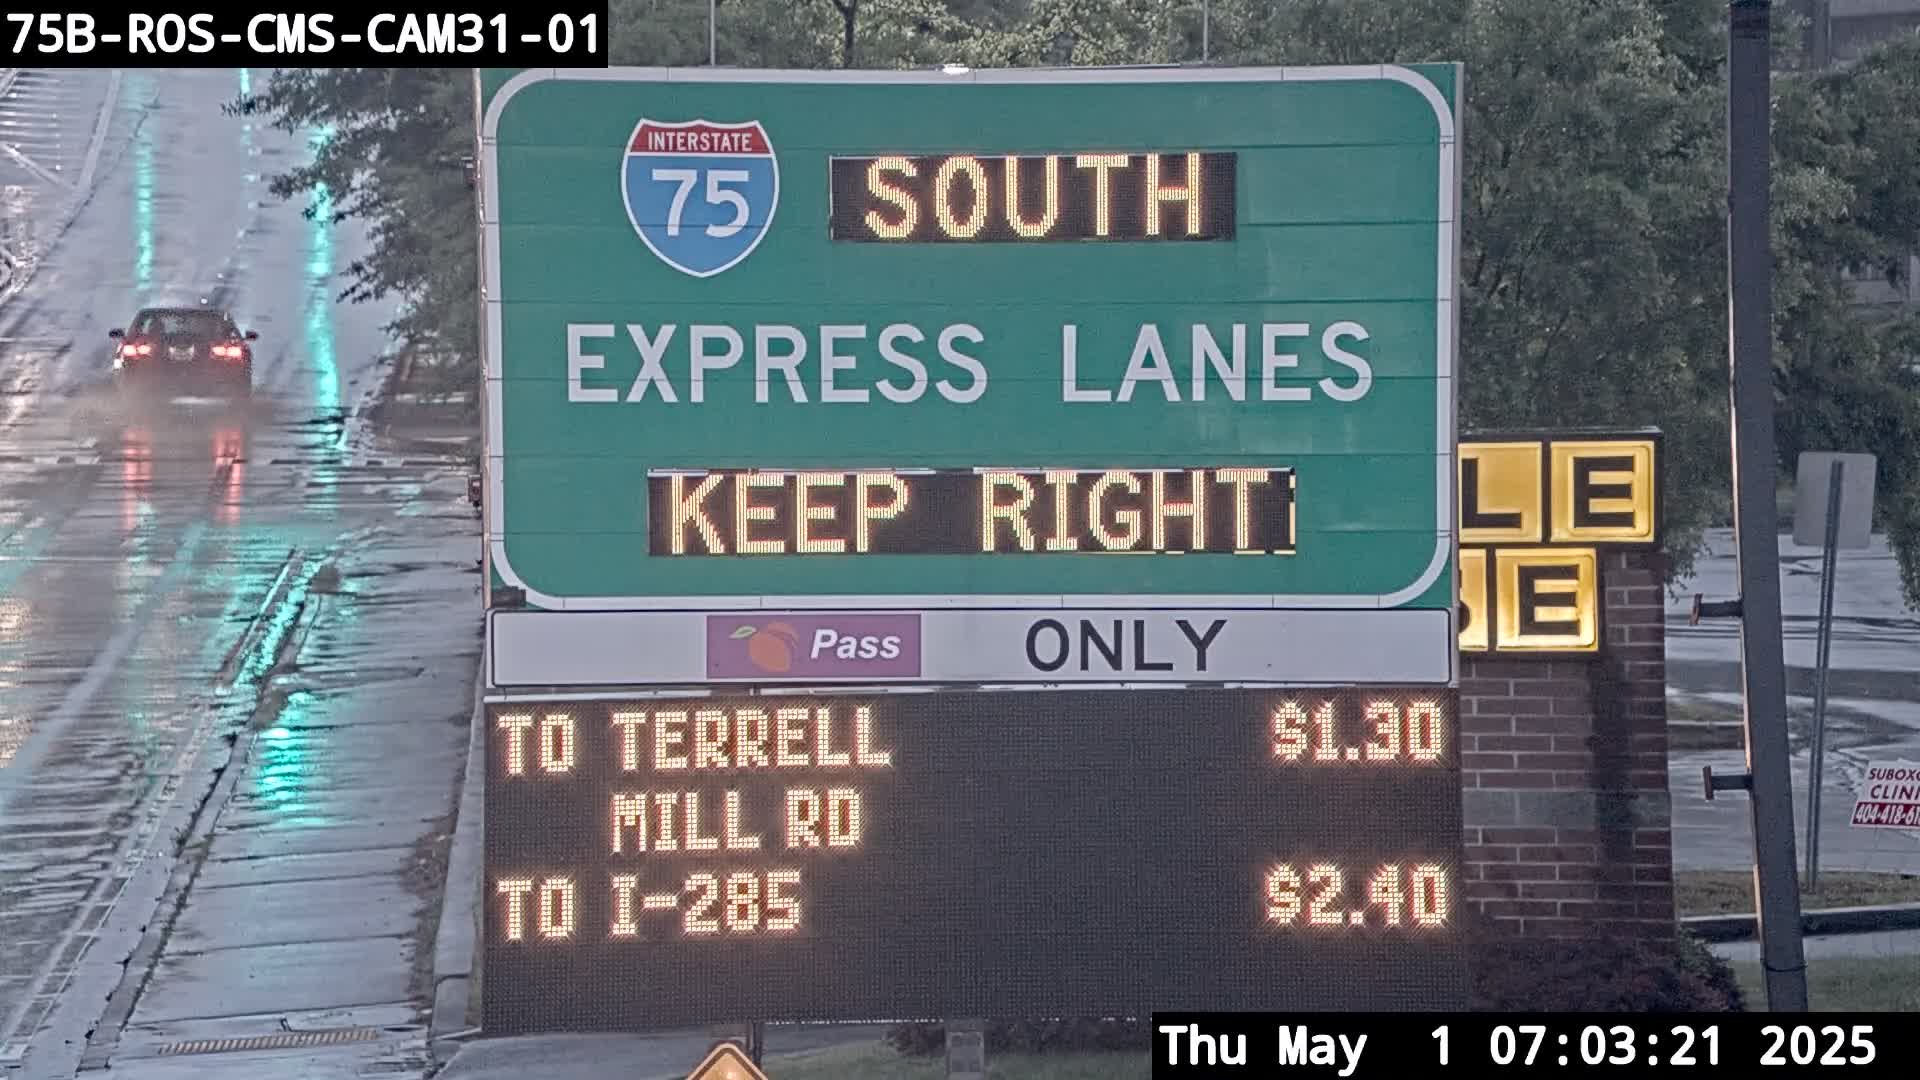 75B-ROS-CMS-CAM31-01
INTERSTATE
75
SOUTH
EXPRESS LANES
KEEP RIGHT
Pass ONLY
TO TERRELL $1.30
MILL RD
TO I-285 $2.40
LE
E
Thu May 1 07:03:21 2025